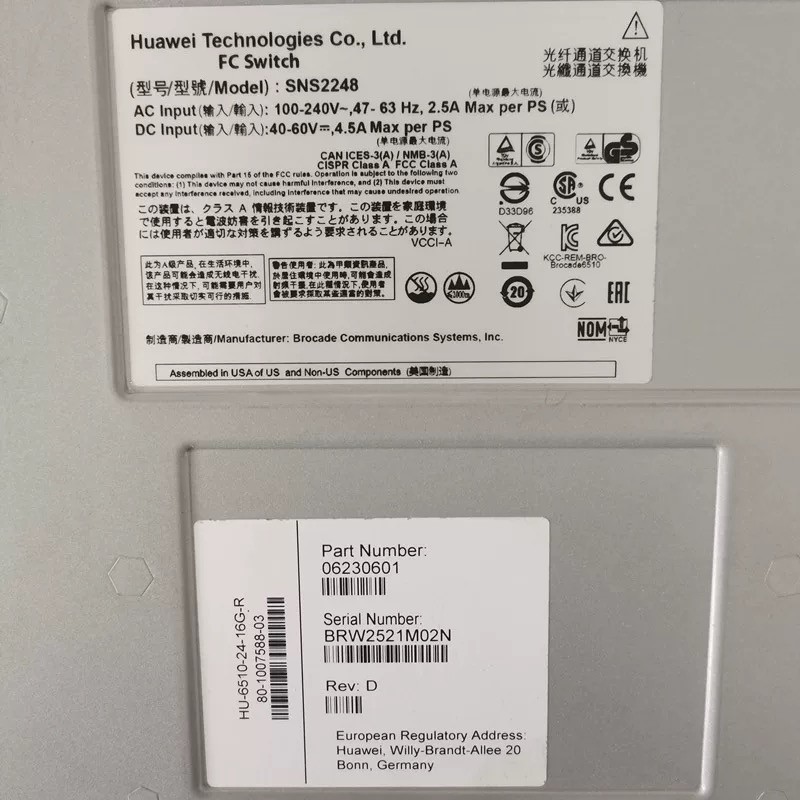 Huawei Technologies Co., Ltd.
FC Switch
光纤通道交换机
光纖通道交換機
(型号/型號/Model) : SNS2248
(单电源最大电流)
AC Input(输入/輸入): 100-240V~,47- 63 Hz, 2.5A Max per PS (或)
DC Input(输入/輸入):40-60V⎓,4.5A Max per PS
(单电源最大电流)
CAN ICES-3(A) / NMB-3(A)
CISPR Class A FCC Class A
This device complies with Part 15 of the FCC rules. Operation is subject to the following two
conditions: (1) This device may not cause harmful interference, and (2) This device must
accept any interference received, including interference that may cause undesired operation
この装置は、クラス A 情報技術装置です。この装置を家庭環境
で使用すると電波妨害を引き起こすことがあります。この場合
には使用者が適切な対策を講ずるよう要求されることがあります。
VCCI-A
D33D96
C US
235388
CE
KCC-REM-BRO-
Brocade6510
此为A级产品, 在生活环境中,
该产品可能会造成无线电干扰,
在这种情况下, 可能需要用户对
其干扰采取切实可行的措施.
警告使用者: 此為甲類資訊產品,
於居住環境中使用時, 可能會造成
射頻干擾, 在此種情況下, 使用者
會被要求採取某些適當的對策.
20
EAC
NOM
NYCE
制造商/製造商/Manufacturer: Brocade Communications Systems, Inc.
Assembled in USA of US and Non-US Components (美国制造)
HU-6510-24-16G-R
80-1007588-03
Part Number:
06230601
Serial Number:
BRW2521M02N
Rev: D
European Regulatory Address:
Huawei, Willy-Brandt-Allee 20
Bonn, Germany